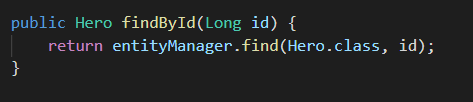 public Hero findById(Long id) {
    return entityManager.find(Hero.class, id);
}